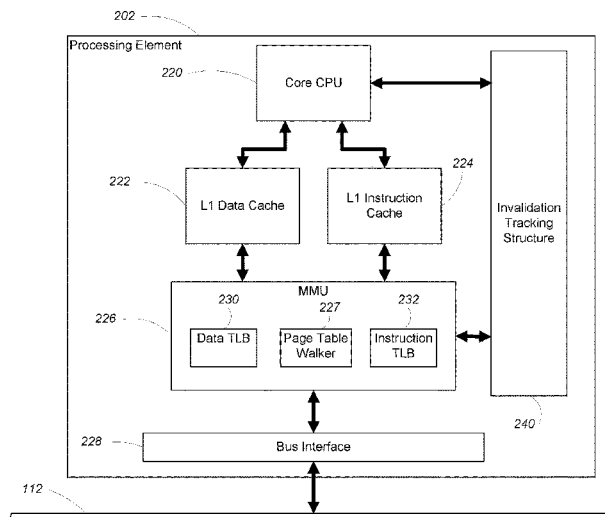 202
Processing Element
220
Core CPU
222
L1 Data Cache
224
L1 Instruction
Cache
Invalidation
Tracking
Structure
MMU
226
230
Data TLB
227
Page Table
Walker
232
Instruction
TLB
240
228
Bus Interface
112